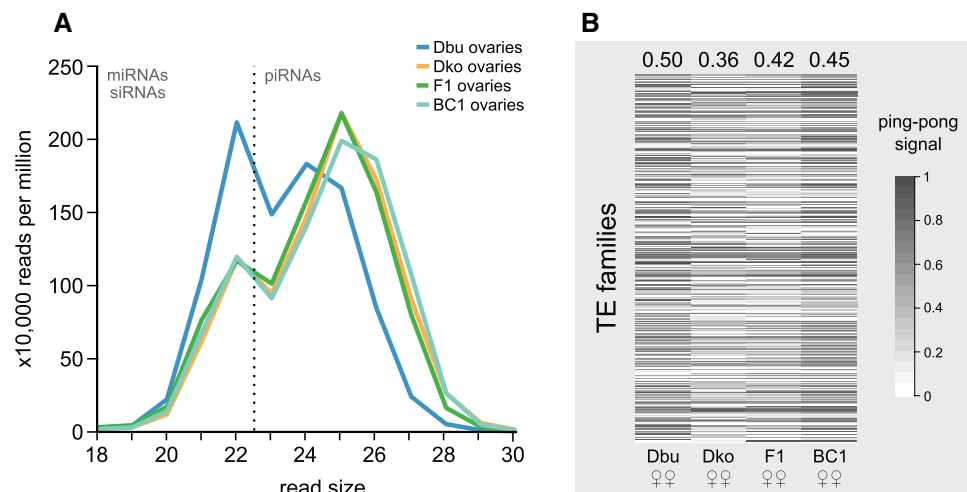 A
x10,000 reads per million
250
200
150
100
50
0
miRNAs
siRNAs
piRNAs
Dbu ovaries
Dko ovaries
F1 ovaries
BC1 ovaries
18 20 22 24 26 28 30
read size
B
0.50 0.36 0.42 0.45
TE families
Dbu Dko F1 BC1
♀♀ ♀♀ ♀♀ ♀♀
ping-pong
signal
1
0.8
0.6
0.4
0.2
0